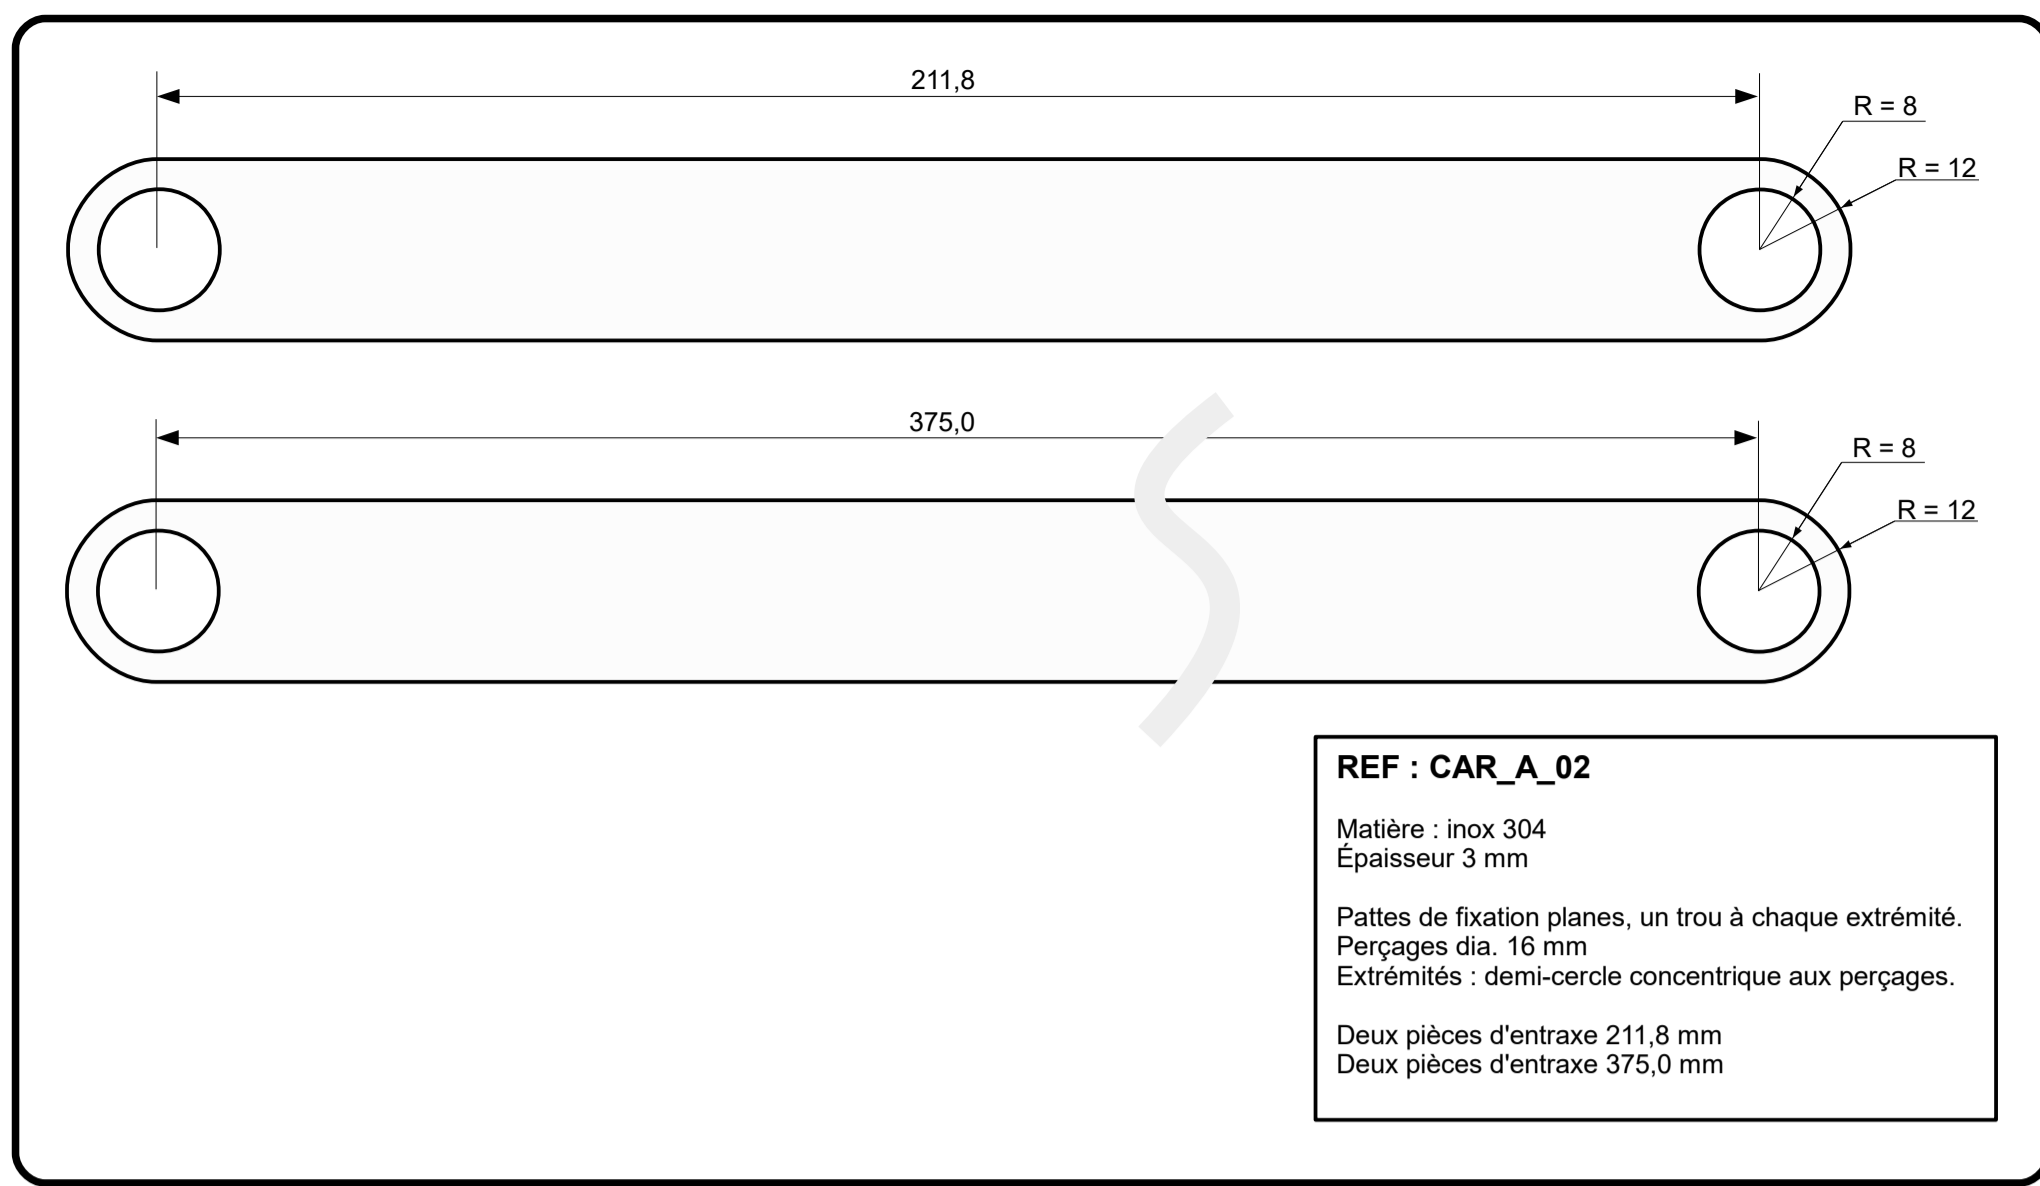 211,8
R = 8
R = 12
375,0
R = 8
R = 12
REF : CAR_A_02
Matière : inox 304
Épaisseur 3 mm
Pattes de fixation planes, un trou à chaque extrémité.
Perçages dia. 16 mm
Extrémités : demi-cercle concentrique aux perçages.
Deux pièces d'entraxe 211,8 mm
Deux pièces d'entraxe 375,0 mm